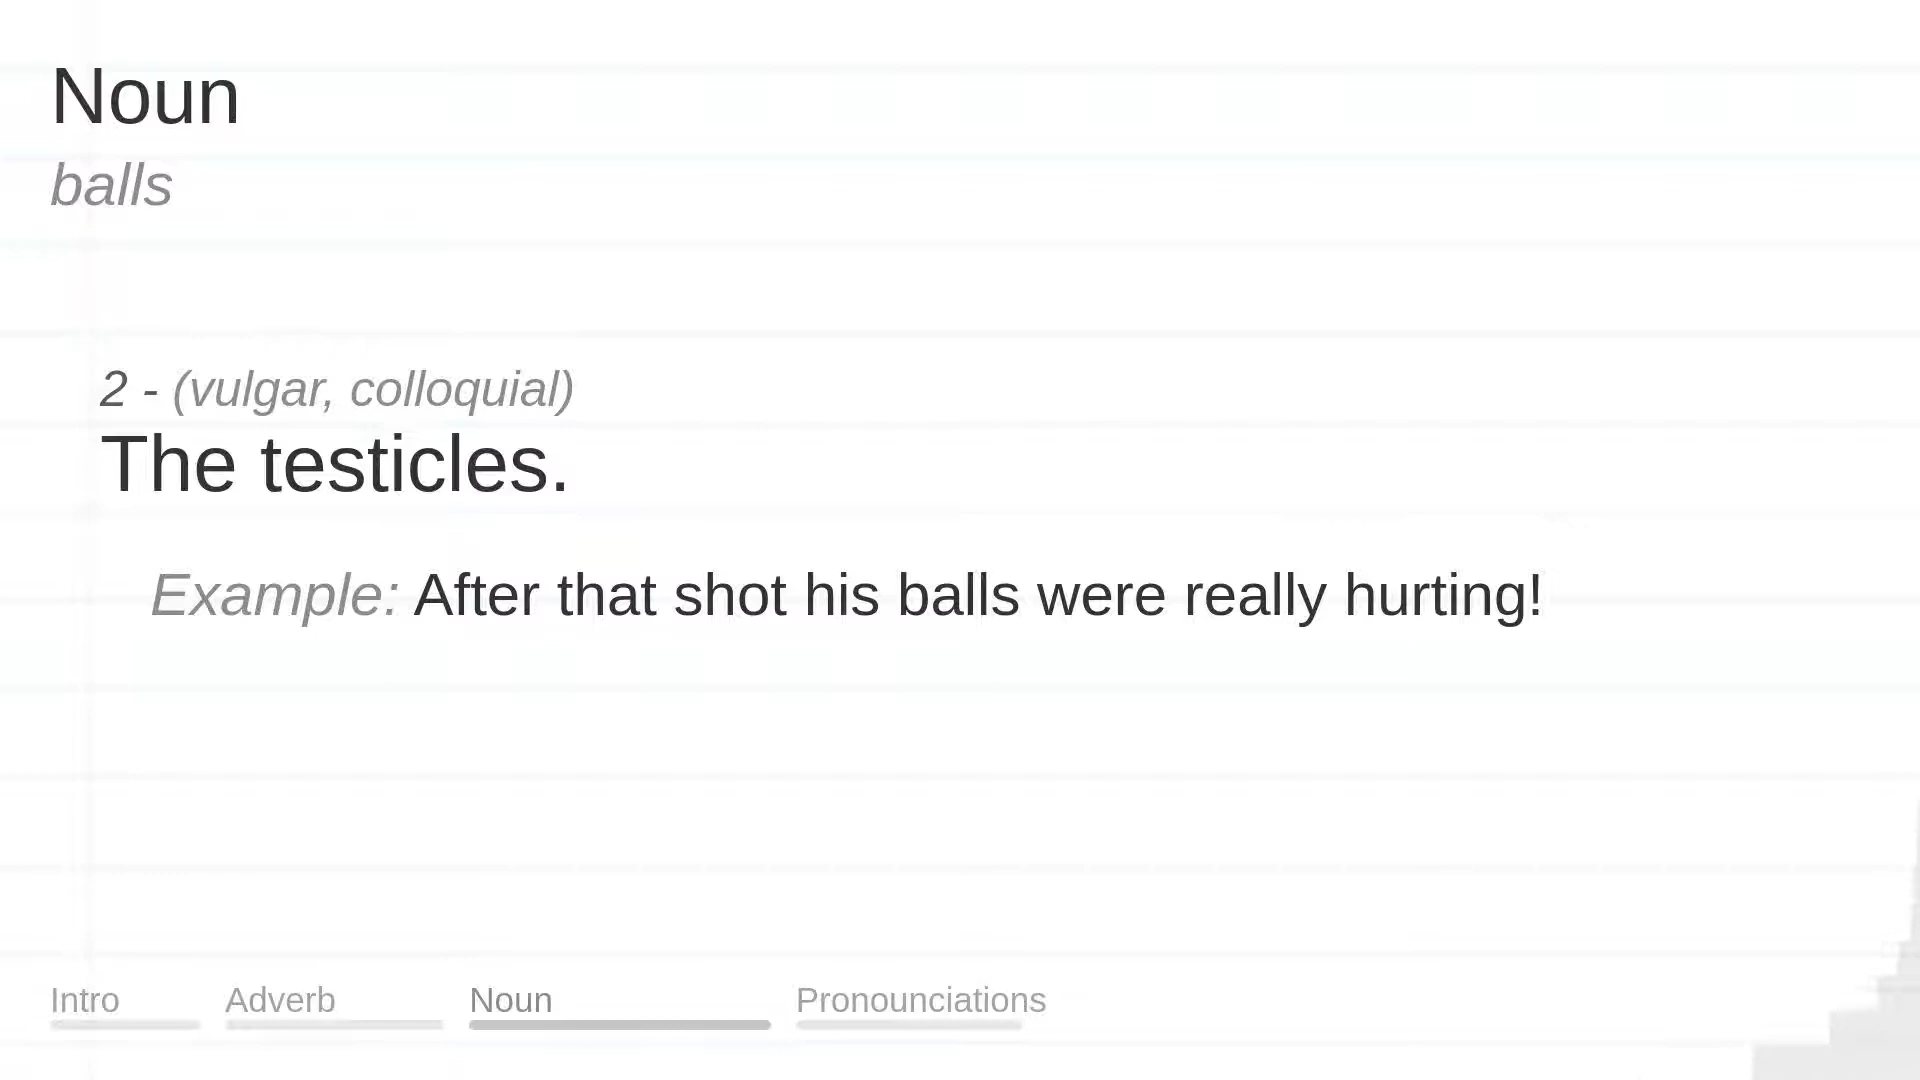 Noun
balls
2 - (vulgar, colloquial)
The testicles.
Example: After that shot his balls were really hurting!
Intro Adverb Noun Pronounciations